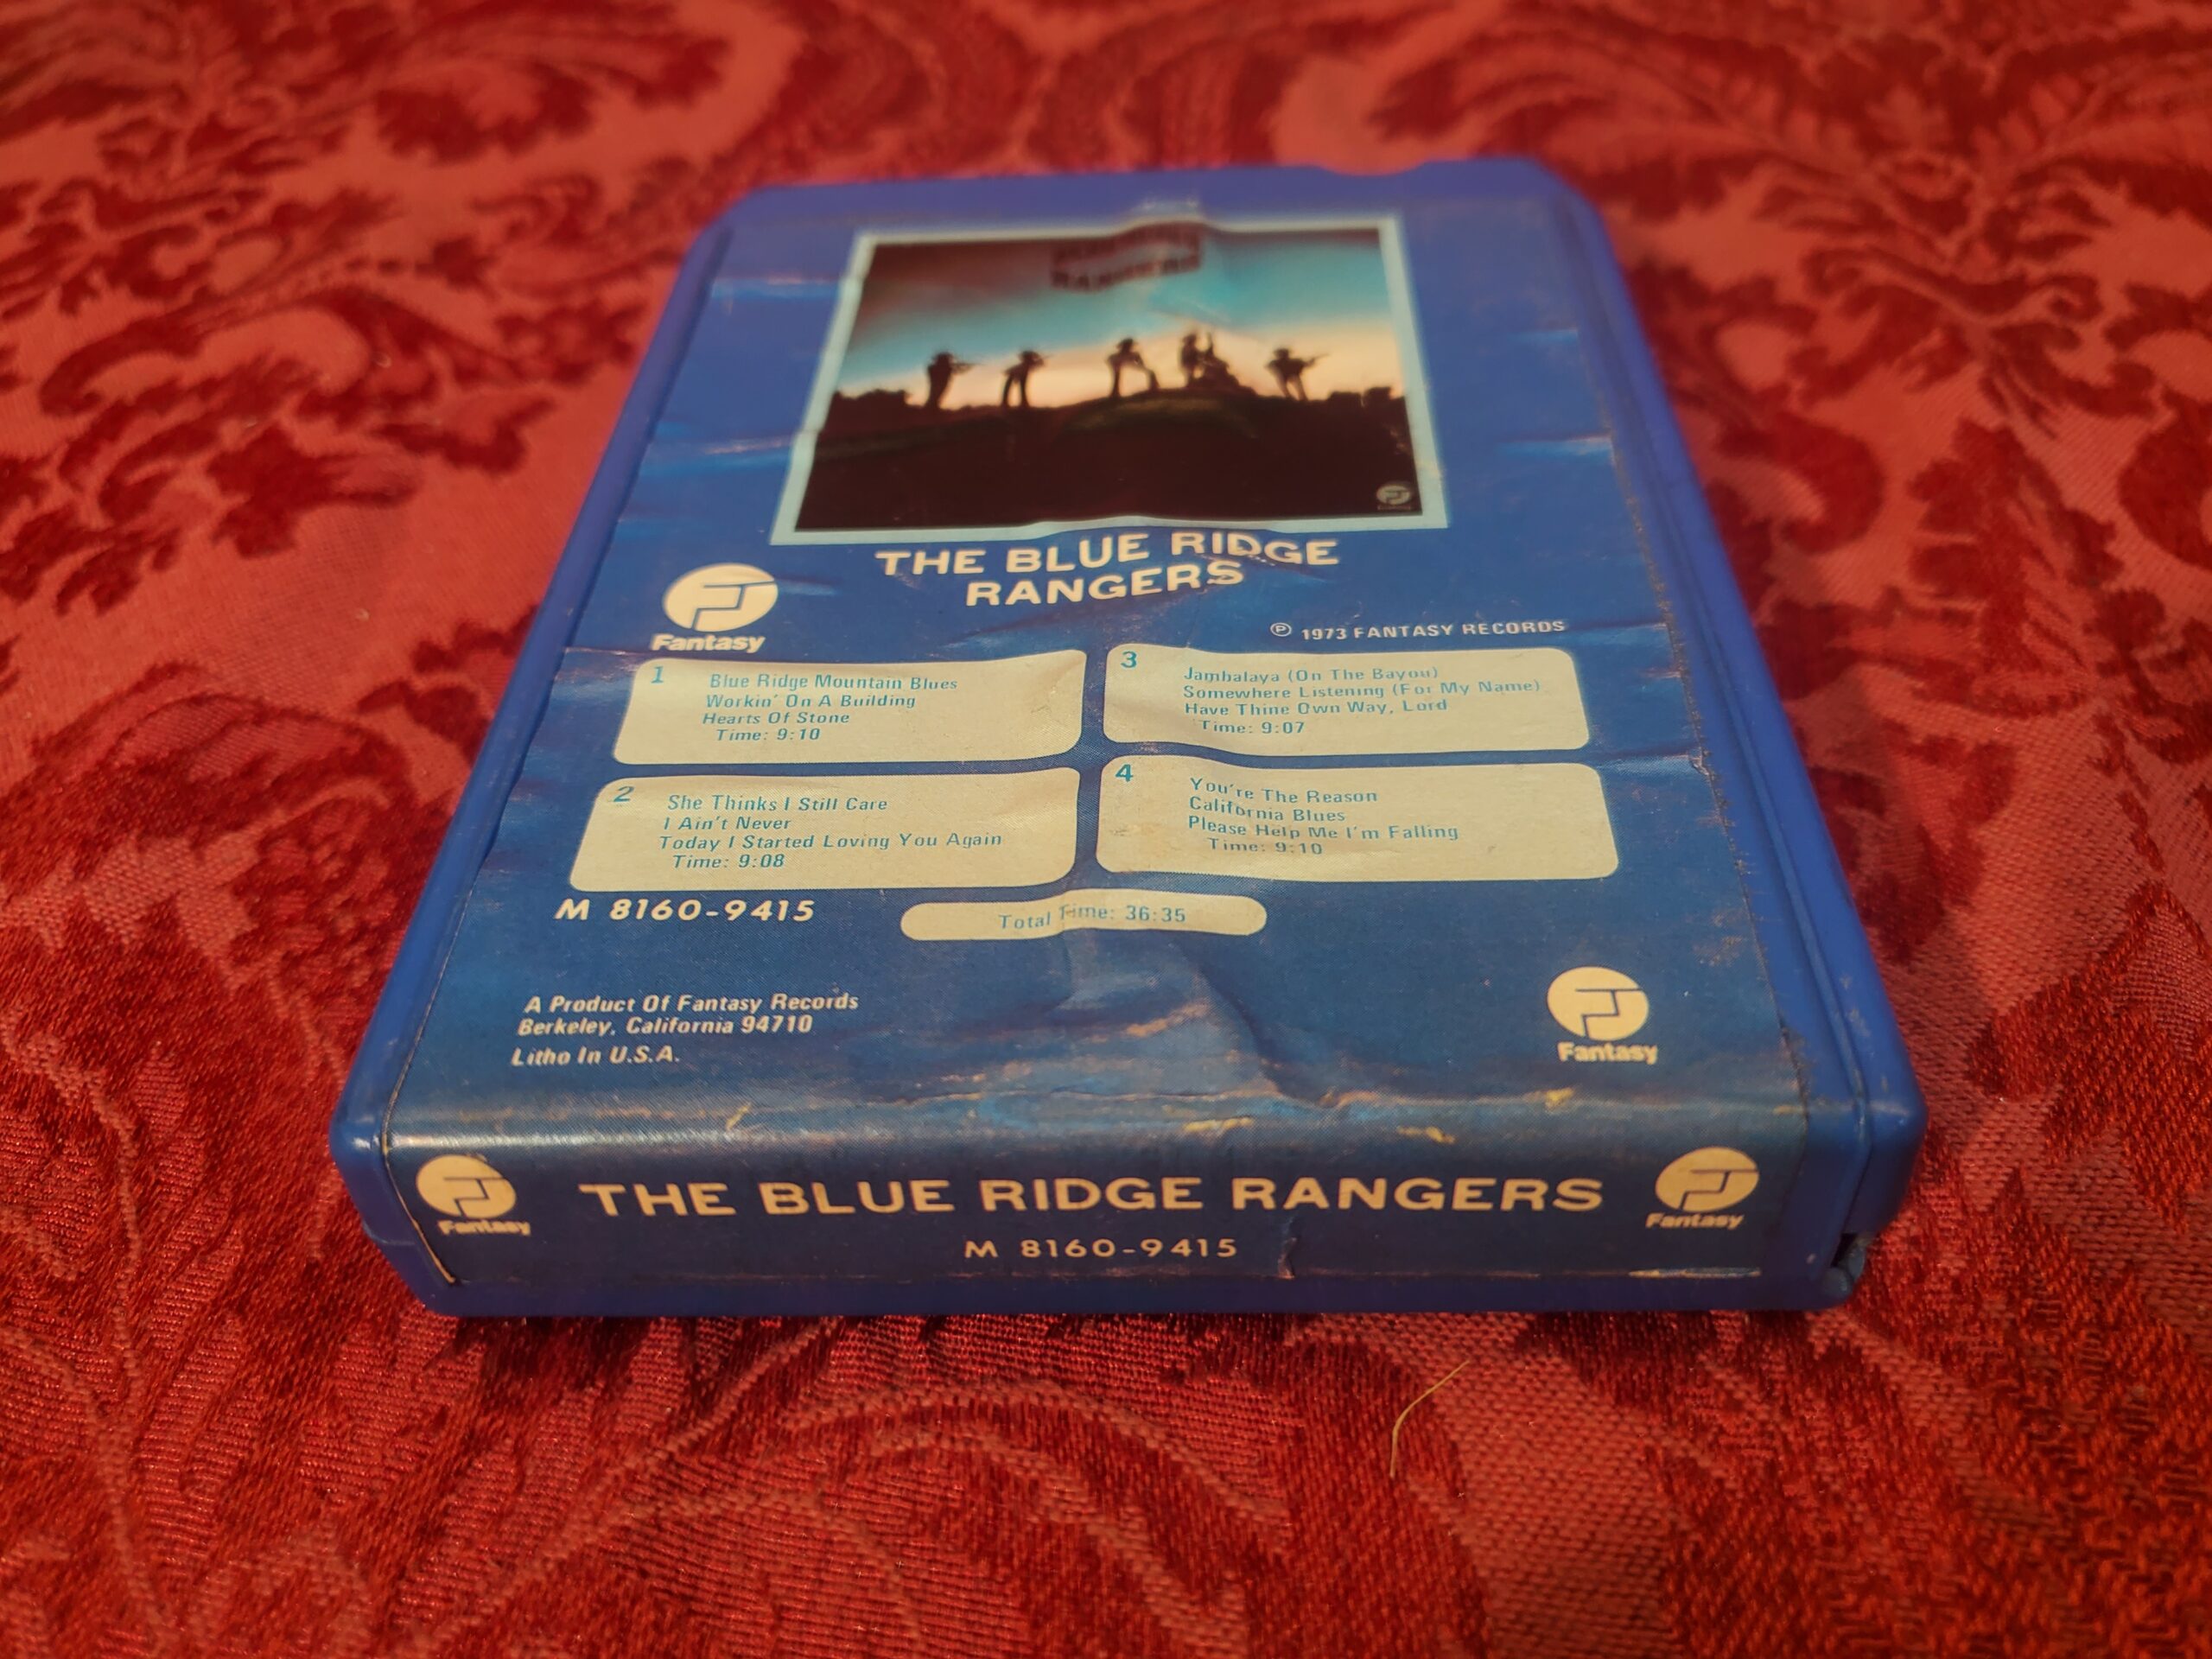 RANGERS
THE BLUE RIDGE
RANGERS
Fantasy
℗ 1973 FANTASY RECORDS
1
Blue Ridge Mountain Blues
Workin' On A Building
Hearts Of Stone
Time: 9:10
2
She Thinks I Still Care
I Ain't Never
Today I Started Loving You Again
Time: 9:08
3
Jambalaya (On The Bayou)
Somewhere Listening (For My Name)
Have Thine Own Way, Lord
Time: 9:07
4
You're The Reason
California Blues
Please Help Me I'm Falling
Time: 9:10
M 8160-9415
Total Time: 36:35
A Product Of Fantasy Records
Berkeley, California 94710
Litho In U.S.A.
Fantasy
Fantasy
THE BLUE RIDGE RANGERS
Fantasy
M 8160-9415